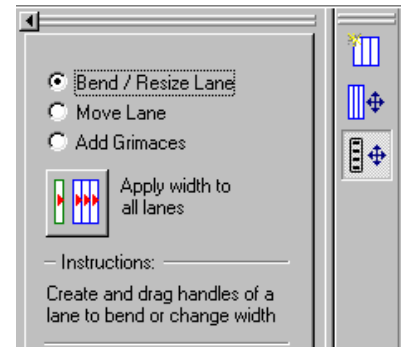 Bend / Resize Lane
Move Lane
Add Grimaces
Apply width to
all lanes
Instructions:
Create and drag handles of a
lane to bend or change width